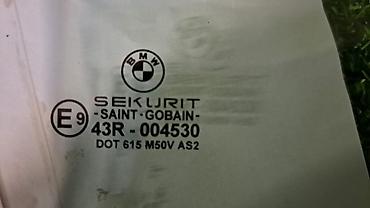 BMW
SEKURIT
-SAINT-GOBAIN-
E9
43R - 004530
DOT 615 M50V AS2